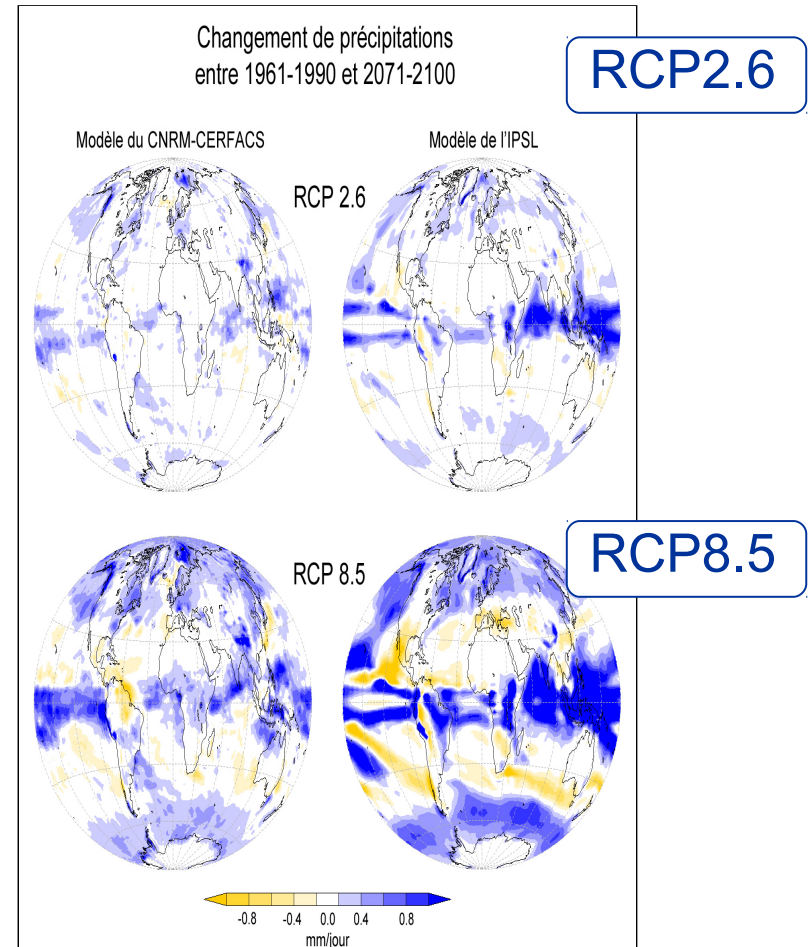 Changement de précipitations
entre 1961-1990 et 2071-2100
RCP2.6
Modèle du CNRM-CERFACS
Modèle de l'IPSL
RCP 2.6
RCP8.5
RCP 8.5
-0.8 -0.4 0.0 0.4 0.8
mm/jour